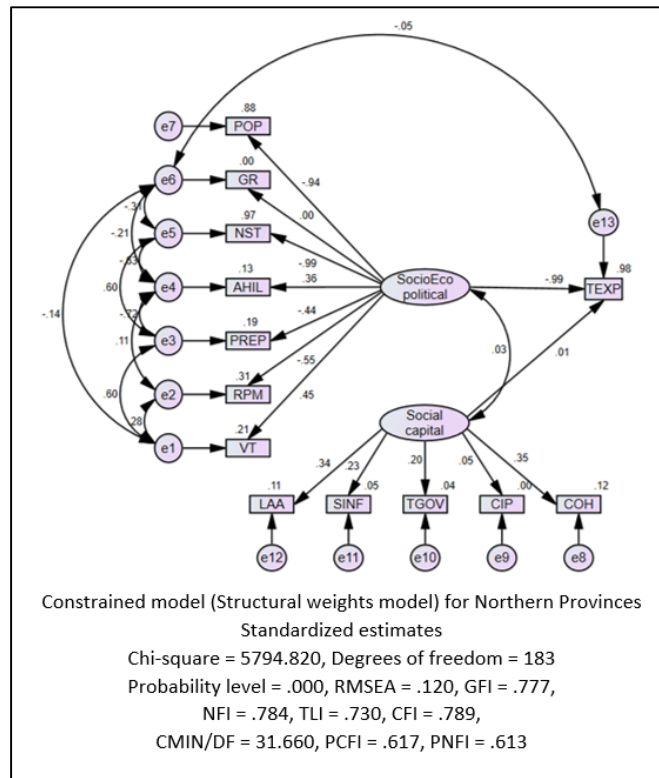 -.05
.88
e7 POP
.00
e6 GR
-.94
-.31
.97
.00
e13
e5 NST
-.21
-.99
.98
-.63
.13
.36
SocioEco
political
-.99
TEXP
.60
e4 AHIL
-.72
.19
-.44
-.14
e3 PREP
.11
.31
-.55
.03
.01
e2 RPM
.45
.60
.28
.21
Social
capital
e1 VT
.34 .23 .20 .05 .35
.11 .05 .04 .00 .12
LAA SINF TGOV CIP COH
e12 e11 e10 e9 e8
Constrained model (Structural weights model) for Northern Provinces
Standardized estimates
Chi-square = 5794.820, Degrees of freedom = 183
Probability level = .000, RMSEA = .120, GFI = .777,
NFI = .784, TLI = .730, CFI = .789,
CMIN/DF = 31.660, PCFI = .617, PNFI = .613